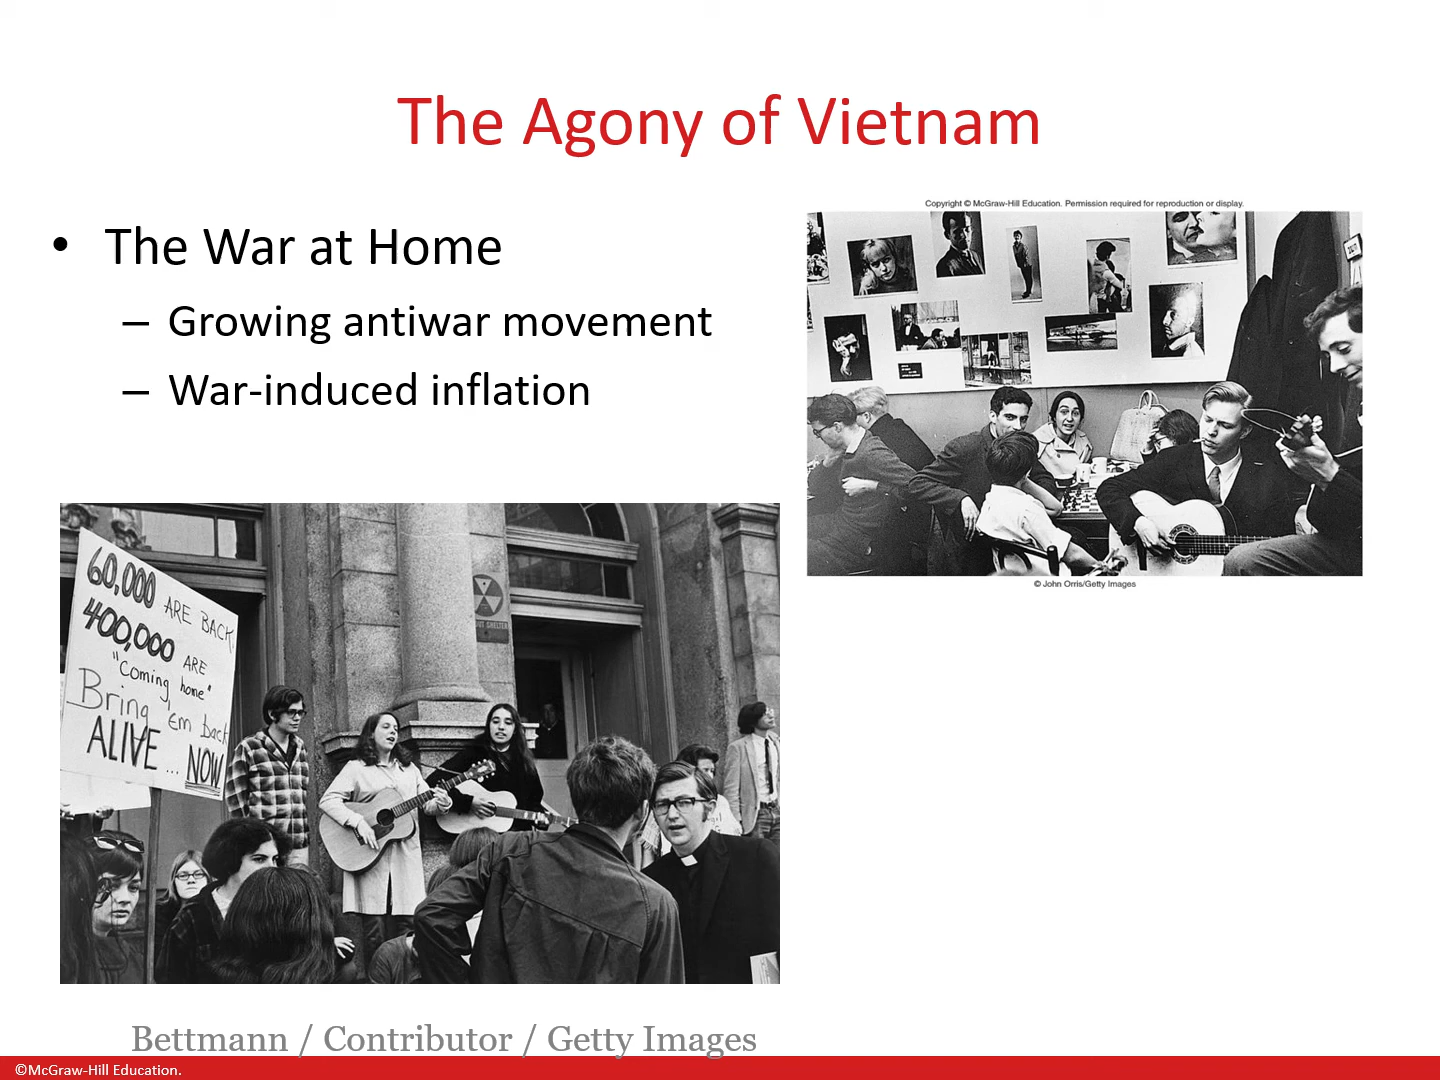 The Agony of Vietnam
• The War at Home
– Growing antiwar movement
– War-induced inflation
Copyright © McGraw-Hill Education. Permission required for reproduction or display.
© John Orris/Getty Images
60,000
ARE BACK.
400,000
ARE
"Coming home"
Bring 'em back
ALIVE ... NOW
SHELTER
Bettmann / Contributor / Getty Images
©McGraw-Hill Education.